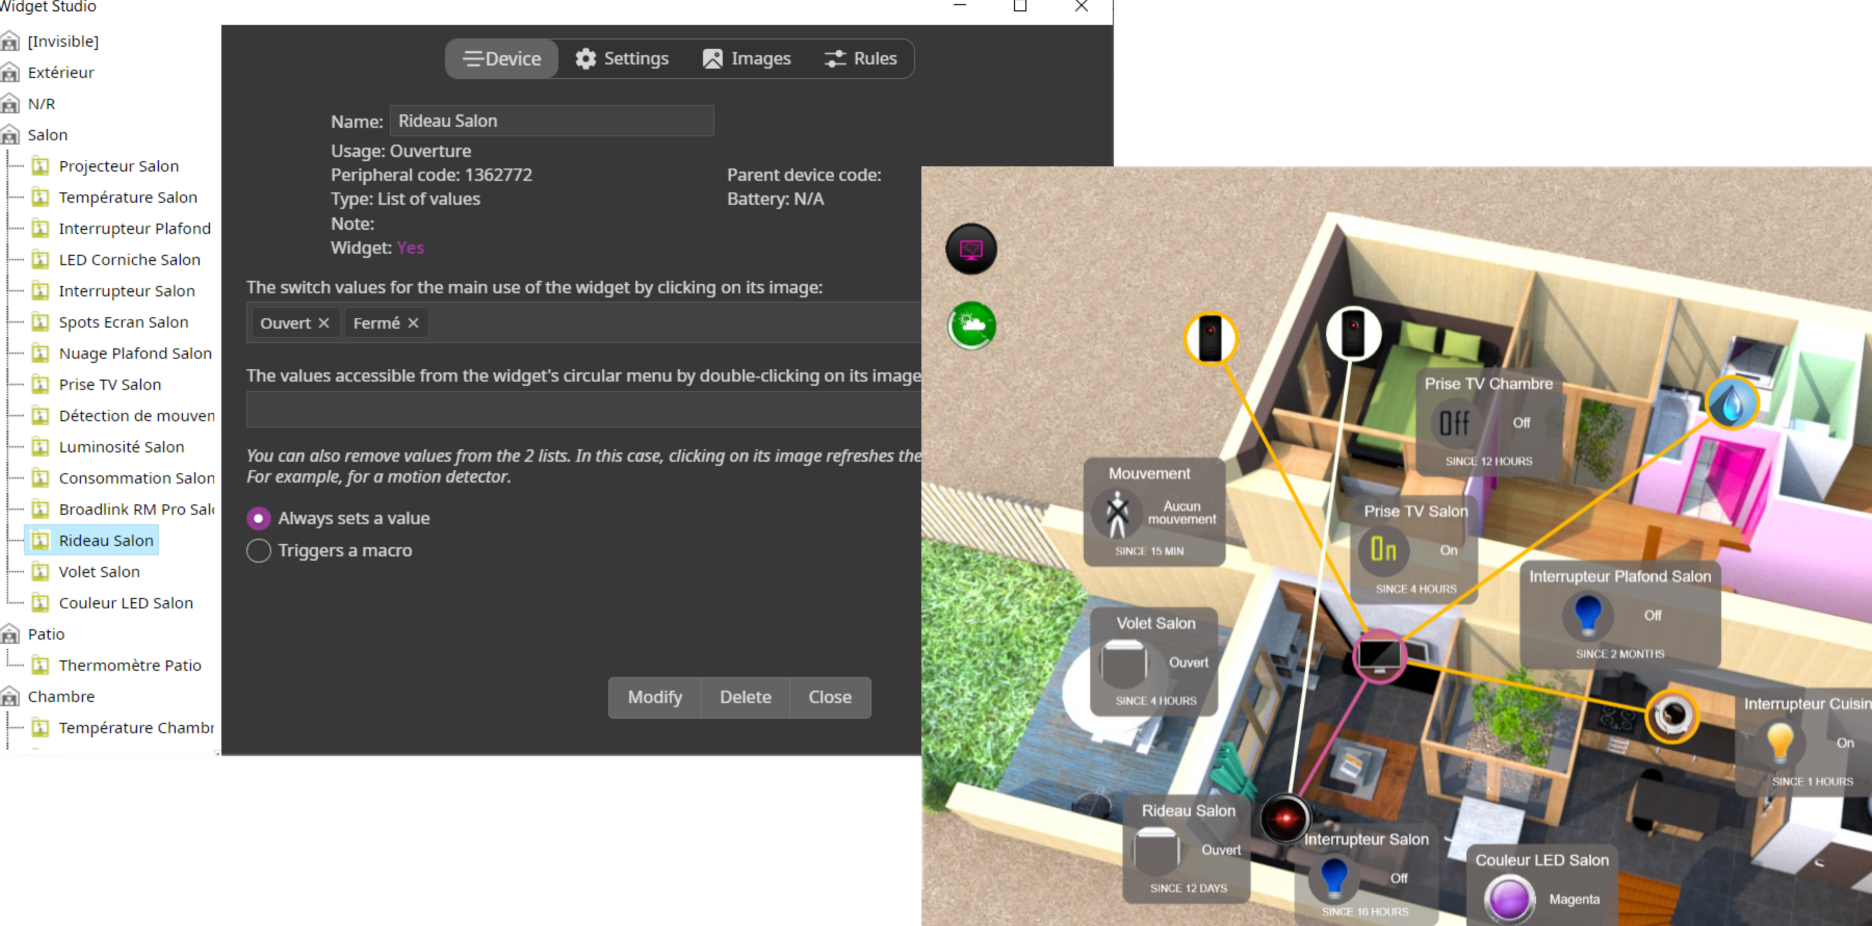 Widget Studio
[Invisible]
Extérieur
N/R
Salon
Projecteur Salon
Température Salon
Interrupteur Plafond
LED Corniche Salon
Interrupteur Salon
Spots Ecran Salon
Nuage Plafond Salon
Prise TV Salon
Détection de mouven
Luminosité Salon
Consommation Salon
Broadlink RM Pro Salo
Rideau Salon
Volet Salon
Couleur LED Salon
Patio
Thermomètre Patio
Chambre
Température Chambr
Device Settings Images Rules
Name: Rideau Salon
Usage: Ouverture
Peripheral code: 1362772
Parent device code:
Type: List of values
Battery: N/A
Note:
Widget: Yes
The switch values for the main use of the widget by clicking on its image:
Ouvert Fermé
The values accessible from the widget's circular menu by double-clicking on its image
You can also remove values from the 2 lists. In this case, clicking on its image refreshes the
For example, for a motion detector.
Always sets a value
Triggers a macro
Modify Delete Close
Prise TV Chambre
Off Off
SINCE 12 HOURS
Mouvement
Aucun
mouvement
SINCE 15 MIN
Prise TV Salon
On On
SINCE 4 HOURS
Interrupteur Plafond Salon
Off
SINCE 2 MONTHS
Volet Salon
Ouvert
SINCE 4 HOURS
Interrupteur Cuisin
On
SINCE 1 HOURS
Rideau Salon
Ouvert
SINCE 12 DAYS
Interrupteur Salon
Off
SINCE 16 HOURS
Couleur LED Salon
Magenta